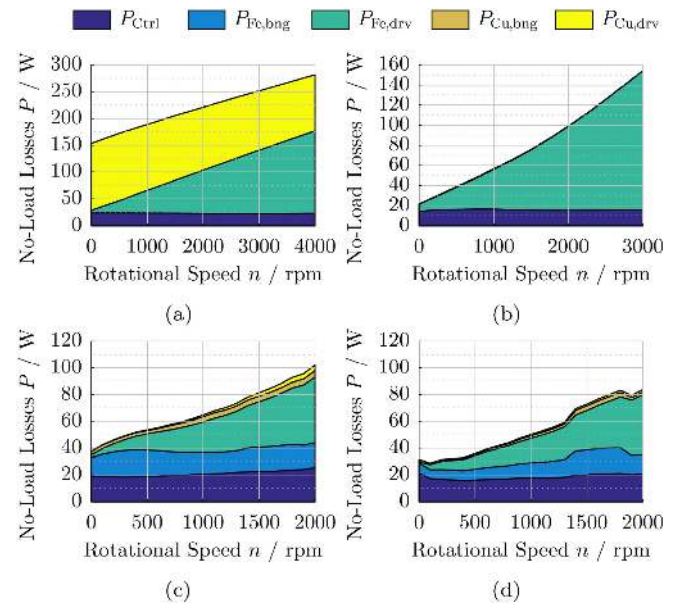 P_Ctrl P_Fe,bng P_Fe,drv P_Cu,bng P_Cu,drv
No-Load Losses P / W
300
250
200
150
100
50
0
0 1000 2000 3000 4000
Rotational Speed n / rpm
(a)
No-Load Losses P / W
160
140
120
100
80
60
40
20
0
0 1000 2000 3000
Rotational Speed n / rpm
(b)
No-Load Losses P / W
120
100
80
60
40
20
0
0 500 1000 1500 2000
Rotational Speed n / rpm
(c)
No-Load Losses P / W
120
100
80
60
40
20
0
0 500 1000 1500 2000
Rotational Speed n / rpm
(d)